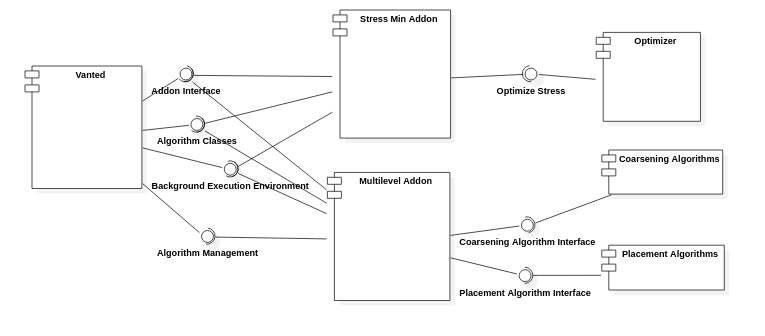 Stress Min Addon
Optimizer
Vanted
Addon Interface
Optimize Stress
Algorithm Classes
Coarsening Algorithms
Background Execution Environment
Multilevel Addon
Algorithm Management
Coarsening Algorithm Interface
Placement Algorithms
Placement Algorithm Interface